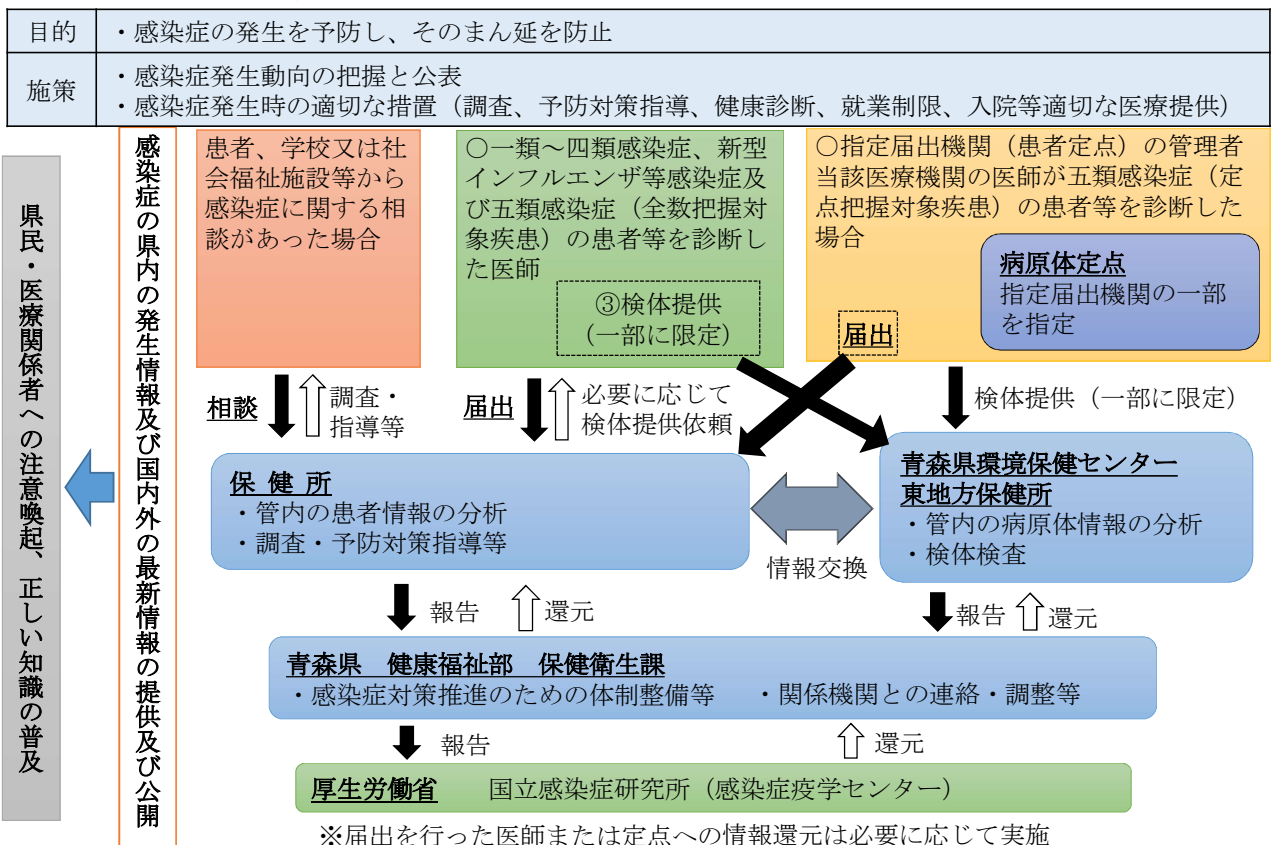 目的
・感染症の発生を予防し、そのまん延を防止
施策
・感染症発生動向の把握と公表
・感染症発生時の適切な措置（調査、予防対策指導、健康診断、就業制限、入院等適切な医療提供）
県民・医療関係者への注意喚起、正しい知識の普及
感染症の県内の発生情報及び国内外の最新情報の提供及び公開
患者、学校又は社
会福祉施設等から
感染症に関する相
談があった場合
〇一類～四類感染症、新型
インフルエンザ等感染症及
び五類感染症（全数把握対
象疾患）の患者等を診断し
た医師
③検体提供
（一部に限定）
〇指定届出機関（患者定点）の管理者
当該医療機関の医師が五類感染症（定
点把握対象疾患）の患者等を診断した
場合
病原体定点
指定届出機関の一部
を指定
届出
相談
調査・
指導等
届出
必要に応じて
検体提供依頼
検体提供（一部に限定）
保健所
・管内の患者情報の分析
・調査・予防対策指導等
情報交換
青森県環境保健センター
東地方保健所
・管内の病原体情報の分析
・検体検査
報告
還元
報告
還元
青森県　健康福祉部　保健衛生課
・感染症対策推進のための体制整備等　・関係機関との連絡・調整等
報告
還元
厚生労働省　国立感染症研究所（感染症疫学センター）
※届出を行った医師または定点への情報還元は必要に応じて実施